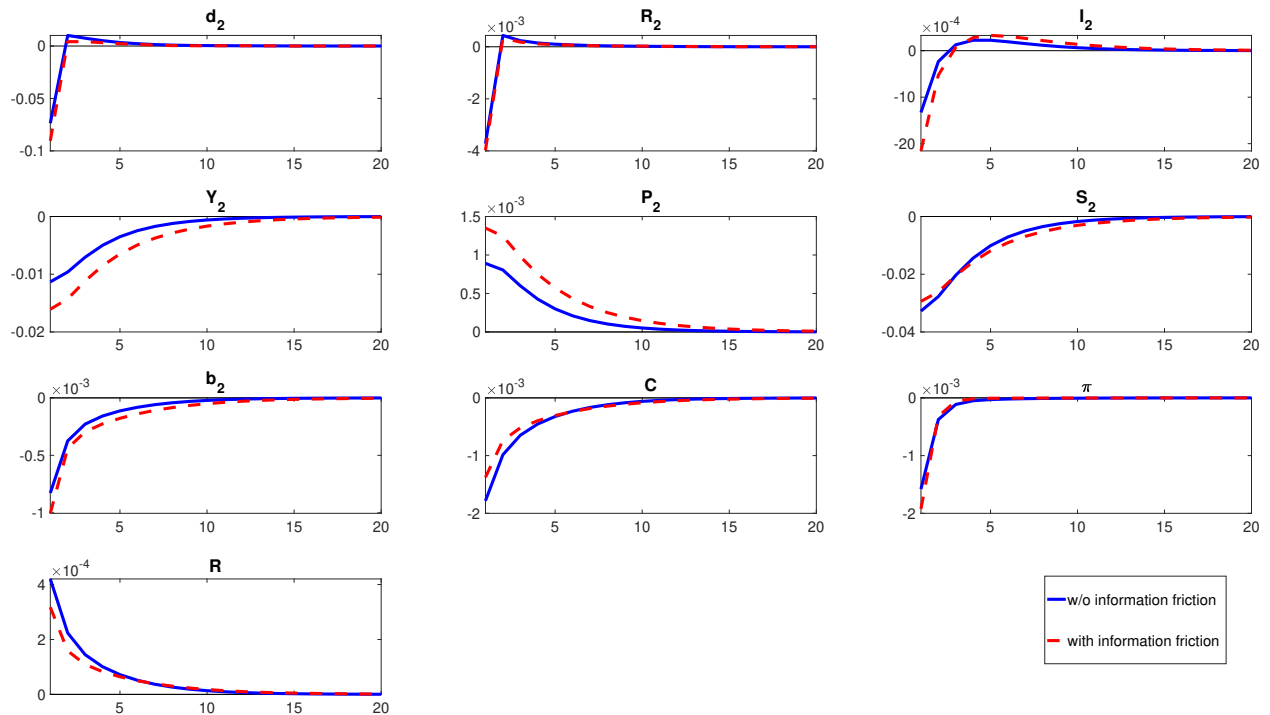 d₂
0
-0.05
-0.1
5 10 15 20
R₂
×10⁻³
0
-2
-4
5 10 15 20
I₂
×10⁻⁴
0
-10
-20
5 10 15 20
Y₂
0
-0.01
-0.02
5 10 15 20
P₂
×10⁻³
1.5
1
0.5
0
5 10 15 20
S₂
0
-0.02
-0.04
5 10 15 20
b₂
×10⁻³
0
-0.5
-1
5 10 15 20
C
×10⁻³
0
-1
-2
5 10 15 20
π
×10⁻³
0
-1
-2
5 10 15 20
R
×10⁻⁴
4
2
0
5 10 15 20
w/o information friction
with information friction